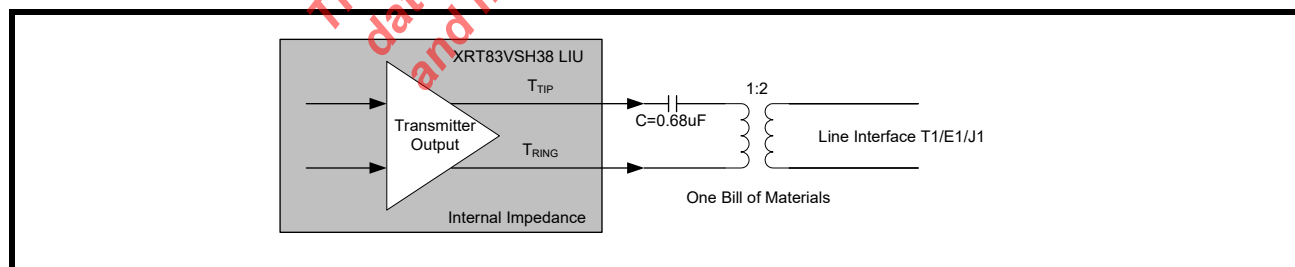 XRT83VSH38 LIU
TTIP
1:2
C=0.68uF
Transmitter
Output
Line Interface T1/E1/J1
TRING
One Bill of Materials
Internal Impedance